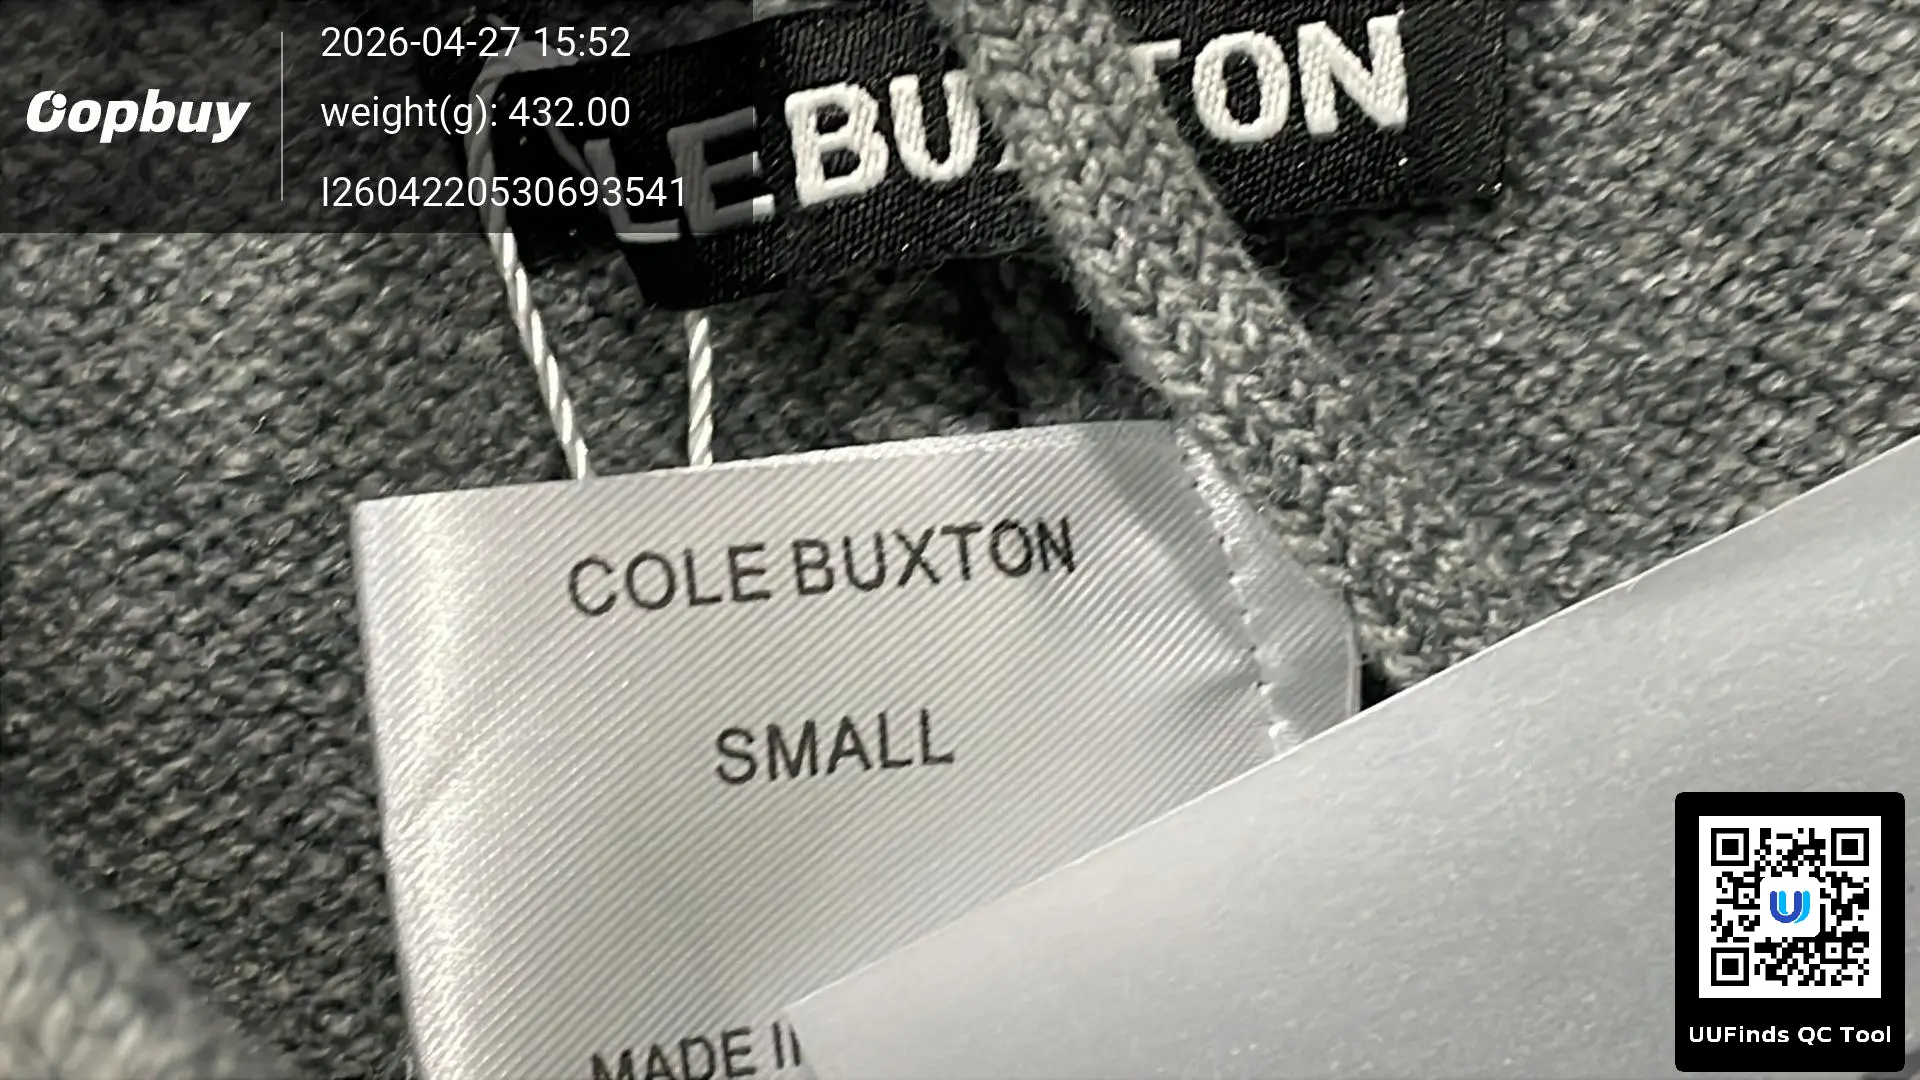 2026-04-27 15:52
Oopbuy
weight(g): 432.00
I2604220530693541
LE BU TON
COLE BUXTON
SMALL
MADE
UUFinds QC Tool